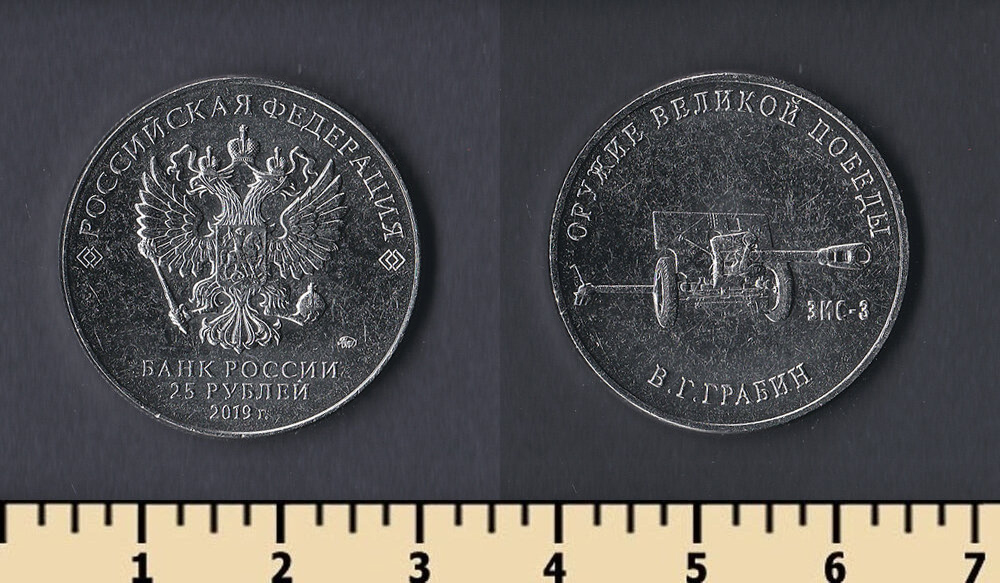 РОССИЙСКАЯ ФЕДЕРАЦИЯ
БАНК РОССИИ
25 РУБЛЕЙ
2019 г.
ОРУЖИЕ ВЕЛИКОЙ ПОБЕДЫ
ЗИС-3
В.Г.ГРАБИН
1 2 3 4 5 6 7